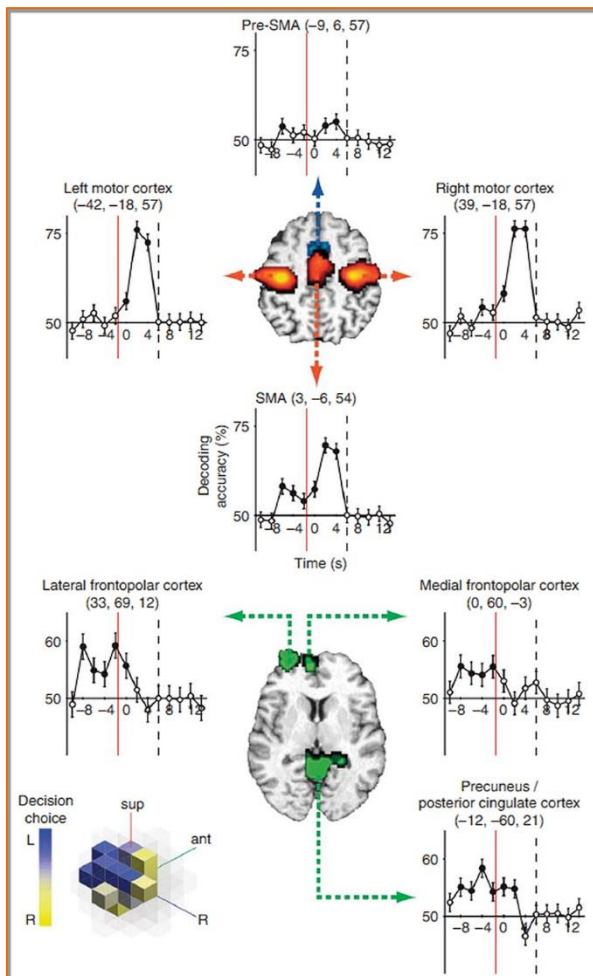 Pre-SMA (−9, 6, 57)
75
50
−8 −4 0 4 8 12
Left motor cortex
(−42, −18, 57)
75
50
−8 −4 0 4 8 12
Right motor cortex
(39, −18, 57)
75
50
−8 −4 0 4 8 12
SMA (3, −6, 54)
Decoding
accuracy (%)
75
50
−8 −4 0 4 8 12
Time (s)
Lateral frontopolar cortex
(33, 69, 12)
60
50
−8 −4 0 4 8 12
Medial frontopolar cortex
(0, 60, −3)
60
50
−8 −4 0 4 8 12
Decision
choice
L
R
sup
ant
R
Precuneus /
posterior cingulate cortex
(−12, −60, 21)
60
50
−8 −4 0 4 8 12